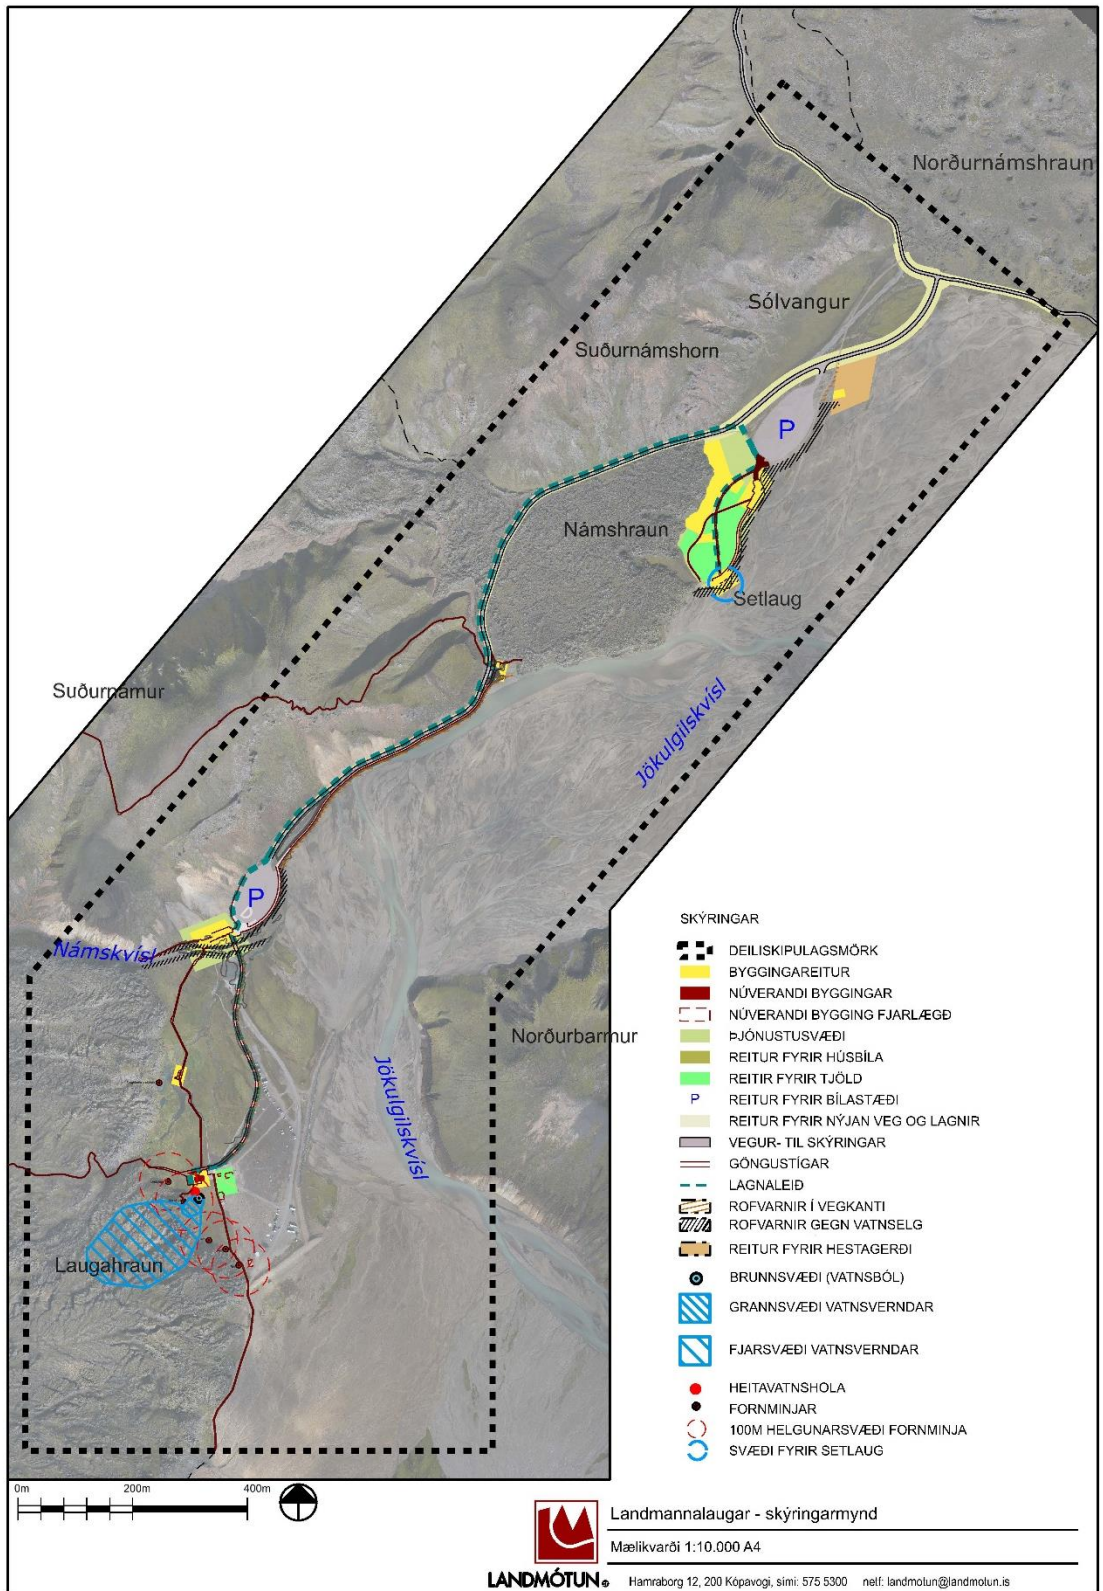 Norðurnámshraun
Sólvangur
Suðurnámshorn
P
Námshraun
Setlaug
Suðurnámur
Jökulgilskvísl
P
Námskvísl
Norðurbarmur
Jökulgilskvísl
Laugahraun
SKÝRINGAR
DEILISKIPULAGSMÖRK
BYGGINGAREITUR
NÚVERANDI BYGGINGAR
NÚVERANDI BYGGING FJARLÆGÐ
ÞJÓNUSTUSVÆÐI
REITUR FYRIR HÚSBÍLA
REITIR FYRIR TJÖLD
P REITUR FYRIR BÍLASTÆÐI
REITUR FYRIR NÝJAN VEG OG LAGNIR
VEGUR- TIL SKÝRINGAR
GÖNGUSTÍGAR
LAGNALEIÐ
ROFVARNIR Í VEGKANTI
ROFVARNIR GEGN VATNSELG
REITUR FYRIR HESTAGERÐI
BRUNNSVÆÐI (VATNSBÓL)
GRANNSVÆÐI VATNSVERNDAR
FJARSVÆÐI VATNSVERNDAR
HEITAVATNSHOLA
FORNMINJAR
100M HELGUNARSVÆÐI FORNMINJA
SVÆÐI FYRIR SETLAUG
0m 200m 400m
Landmannalaugar - skýringarmynd
Mælikvarði 1:10.000 A4
LANDMÓTUN
Hamraborg 12, 200 Kópavogi, sími: 575 5300 netf: landmotun@landmotun.is